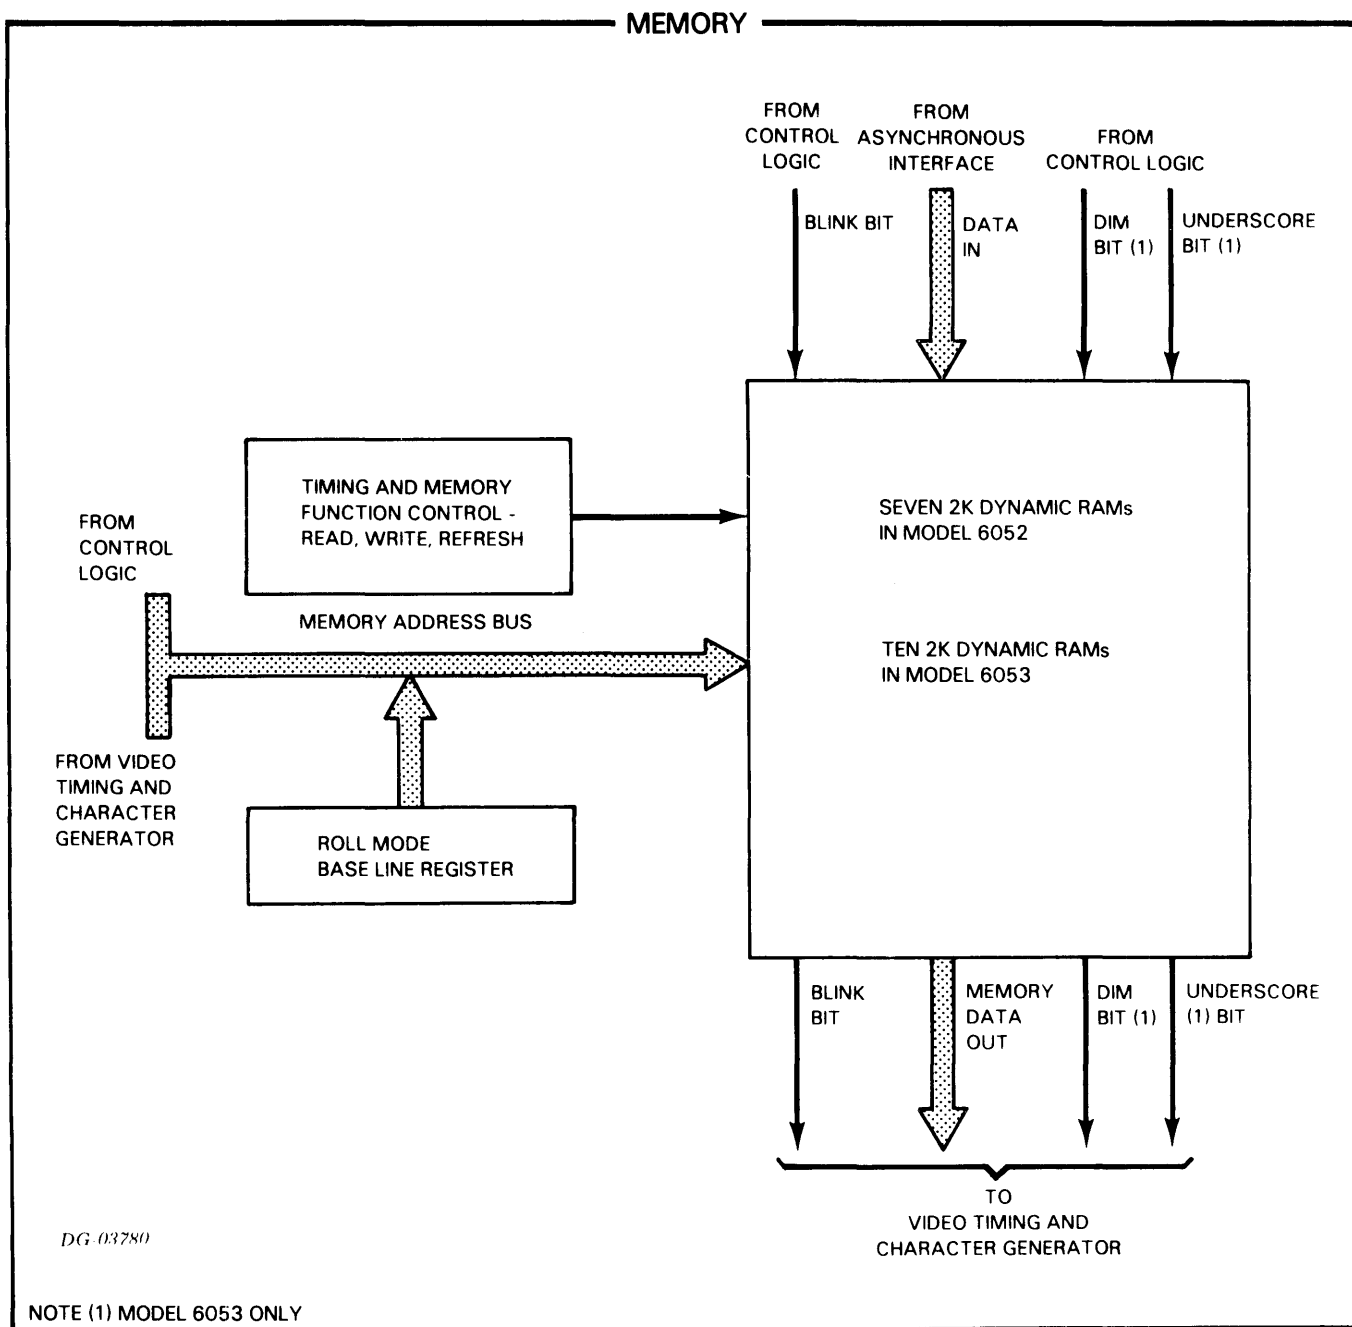 MEMORY
FROM
CONTROL
LOGIC
FROM
ASYNCHRONOUS
INTERFACE
FROM
CONTROL LOGIC
BLINK BIT
DATA
IN
DIM
BIT (1)
UNDERSCORE
BIT (1)
TIMING AND MEMORY
FUNCTION CONTROL -
READ, WRITE, REFRESH
SEVEN 2K DYNAMIC RAMs
IN MODEL 6052
FROM
CONTROL
LOGIC
MEMORY ADDRESS BUS
TEN 2K DYNAMIC RAMs
IN MODEL 6053
FROM VIDEO
TIMING AND
CHARACTER
GENERATOR
ROLL MODE
BASE LINE REGISTER
BLINK
BIT
MEMORY
DATA
OUT
DIM
BIT (1)
UNDERSCORE
(1) BIT
TO
VIDEO TIMING AND
CHARACTER GENERATOR
DG-03780
NOTE (1) MODEL 6053 ONLY